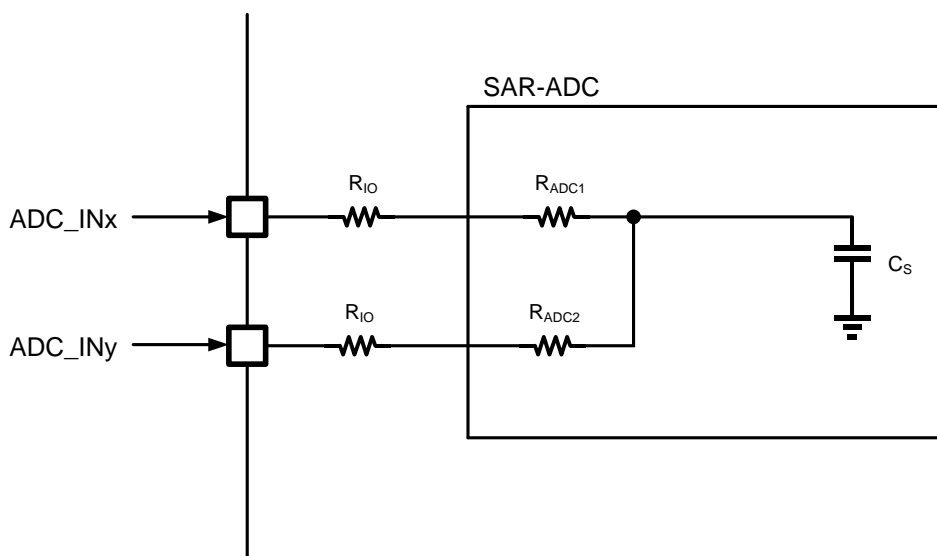 SAR-ADC
R_IO
R_ADC1
ADC_INx
C_S
R_IO
R_ADC2
ADC_INy